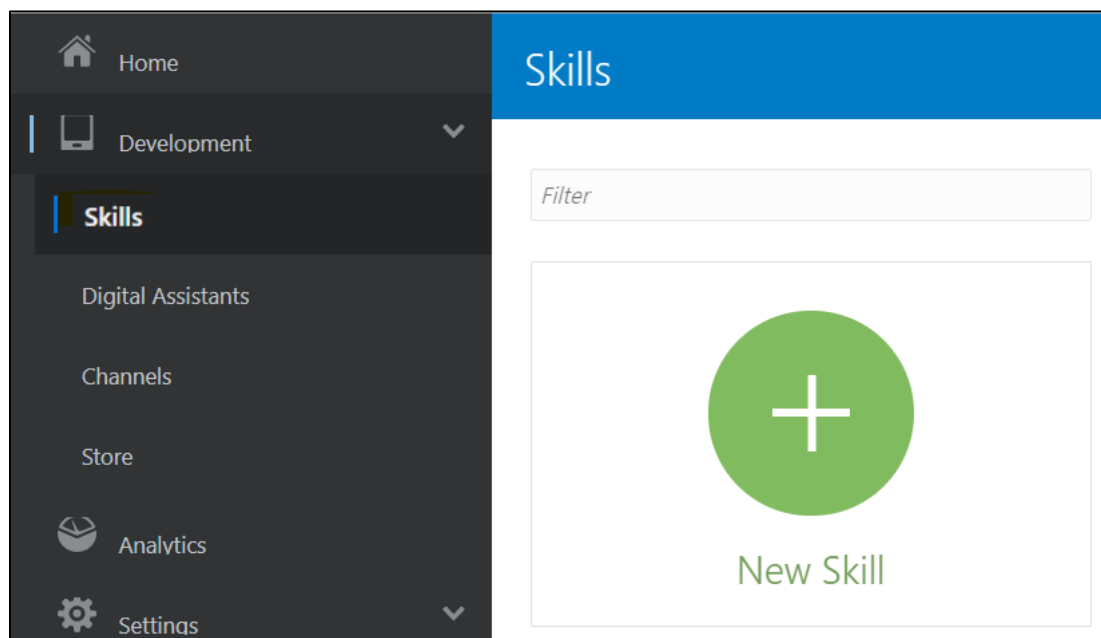 Home
Development
Skills
Digital Assistants
Channels
Store
Analytics
Settings
Skills
Filter
New Skill